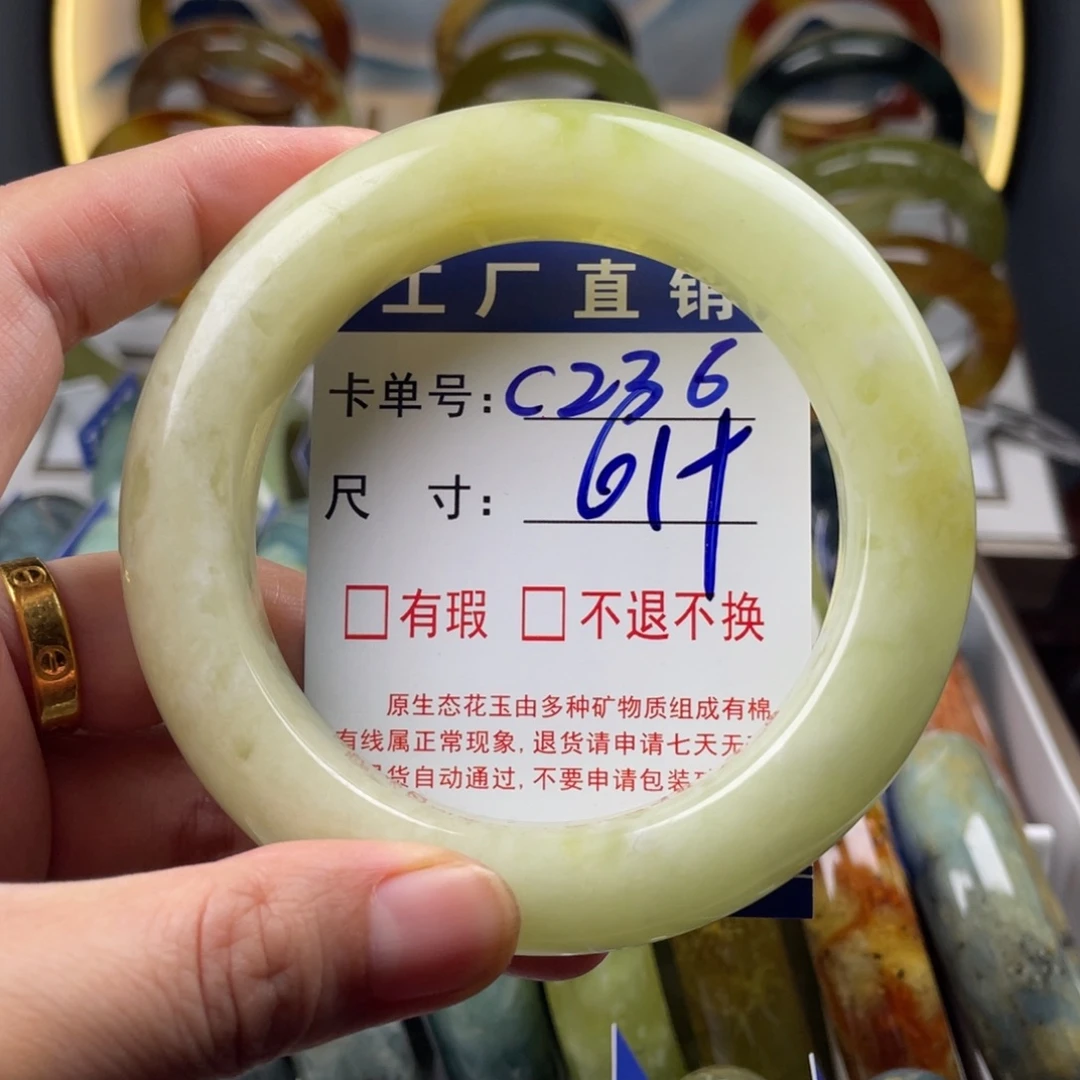 工厂直销
卡单号: C236
尺 寸: 61+
□有瑕 □不退不换
原生态花玉由多种矿物质组成有棉
有线属正常现象,退货请申请七天无
货自动通过,不要申请包装